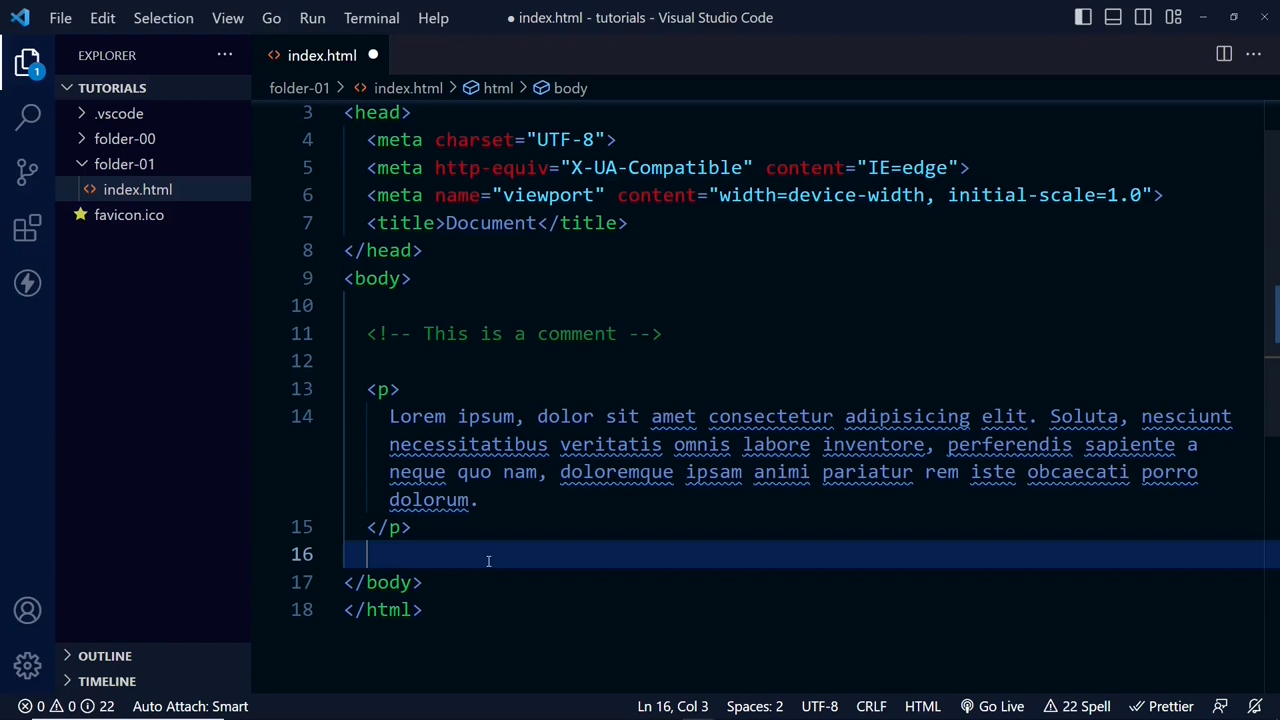 File Edit Selection View Go Run Terminal Help ● index.html - tutorials - Visual Studio Code
EXPLORER ···
1
TUTORIALS
.vscode
folder-00
folder-01
<> index.html
favicon.ico
OUTLINE
TIMELINE
<> index.html ●
folder-01 > <> index.html > html > body
3 <head>
4 <meta charset="UTF-8">
5 <meta http-equiv="X-UA-Compatible" content="IE=edge">
6 <meta name="viewport" content="width=device-width, initial-scale=1.0">
7 <title>Document</title>
8 </head>
9 <body>
10
11 <!-- This is a comment -->
12
13 <p>
14 Lorem ipsum, dolor sit amet consectetur adipisicing elit. Soluta, nesciunt
necessitatibus veritatis omnis labore inventore, perferendis sapiente a
neque quo nam, doloremque ipsam animi pariatur rem iste obcaecati porro
dolorum.
15 </p>
16
17 </body>
18 </html>
0 0 22 Auto Attach: Smart Ln 16, Col 3 Spaces: 2 UTF-8 CRLF HTML Go Live 22 Spell Prettier